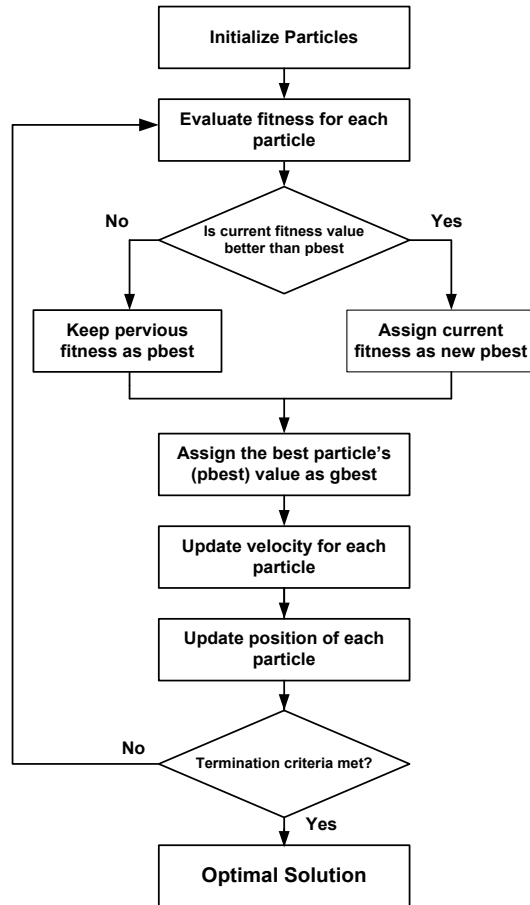 Initialize Particles
Evaluate fitness for each
particle
No
Is current fitness value
better than pbest
Yes
Keep pervious
fitness as pbest
Assign current
fitness as new pbest
Assign the best particle's
(pbest) value as gbest
Update velocity for each
particle
Update position of each
particle
No
Termination criteria met?
Yes
Optimal Solution